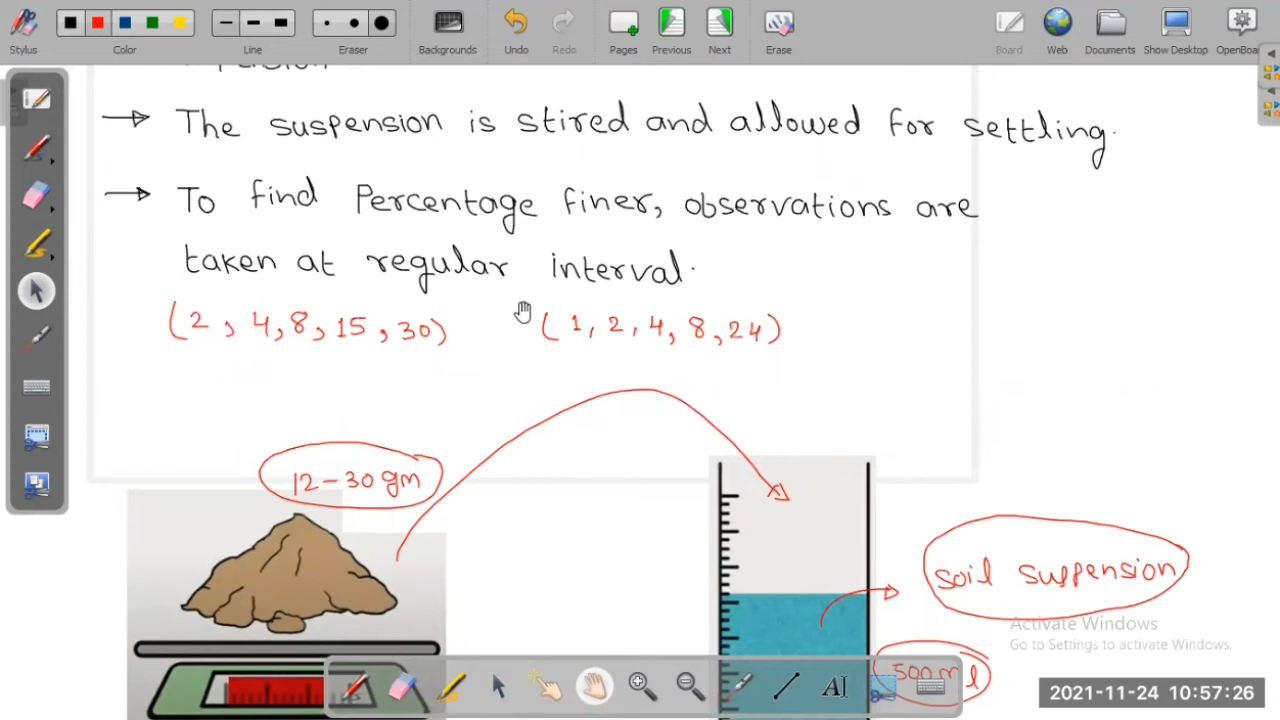 Stylus
Color
Line
Eraser
Backgrounds
Undo
Redo
Pages
Previous
Next
Erase
Board
Web
Documents
Show Desktop
OpenBoa
→ The suspension is stired and allowed for settling.
→ To find Percentage finer, observations are
taken at regular interval.
(2, 4, 8, 15, 30) (1, 2, 4, 8, 24)
12-30 gm
soil suspension
500 ml
Activate Windows
Go to Settings to activate Windows.
2021-11-24 10:57:26